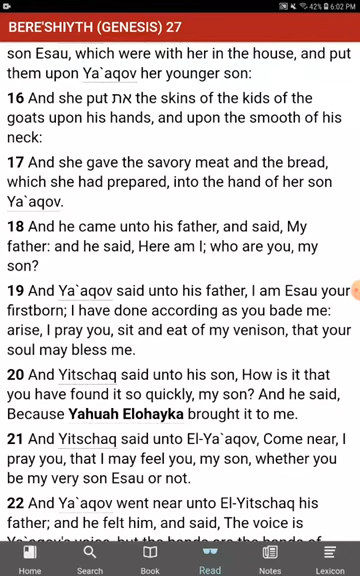 42% 6:02 PM
BERE'SHIYTH (GENESIS) 27
son Esau, which were with her in the house, and put
them upon Ya`aqov her younger son:
16 And she put את the skins of the kids of the
goats upon his hands, and upon the smooth of his
neck:
17 And she gave the savory meat and the bread,
which she had prepared, into the hand of her son
Ya`aqov.
18 And he came unto his father, and said, My
father: and he said, Here am I; who are you, my
son?
19 And Ya`aqov said unto his father, I am Esau your
firstborn; I have done according as you bade me:
arise, I pray you, sit and eat of my venison, that your
soul may bless me.
20 And Yitschaq said unto his son, How is it that
you have found it so quickly, my son? And he said,
Because Yahuah Elohayka brought it to me.
21 And Yitschaq said unto El-Ya`aqov, Come near, I
pray you, that I may feel you, my son, whether you
be my very son Esau or not.
22 And Ya`aqov went near unto El-Yitschaq his
father; and he felt him, and said, The voice is
Ya`aqov's voice, but the hands are the hands of
Home Search Book Read Notes Lexicon